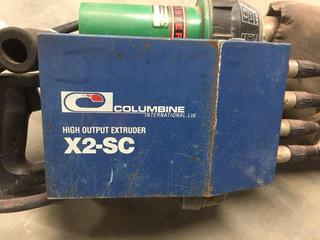 COLUMBINE
INTERNATIONAL, Ltd.
HIGH OUTPUT EXTRUDER
X2-SC